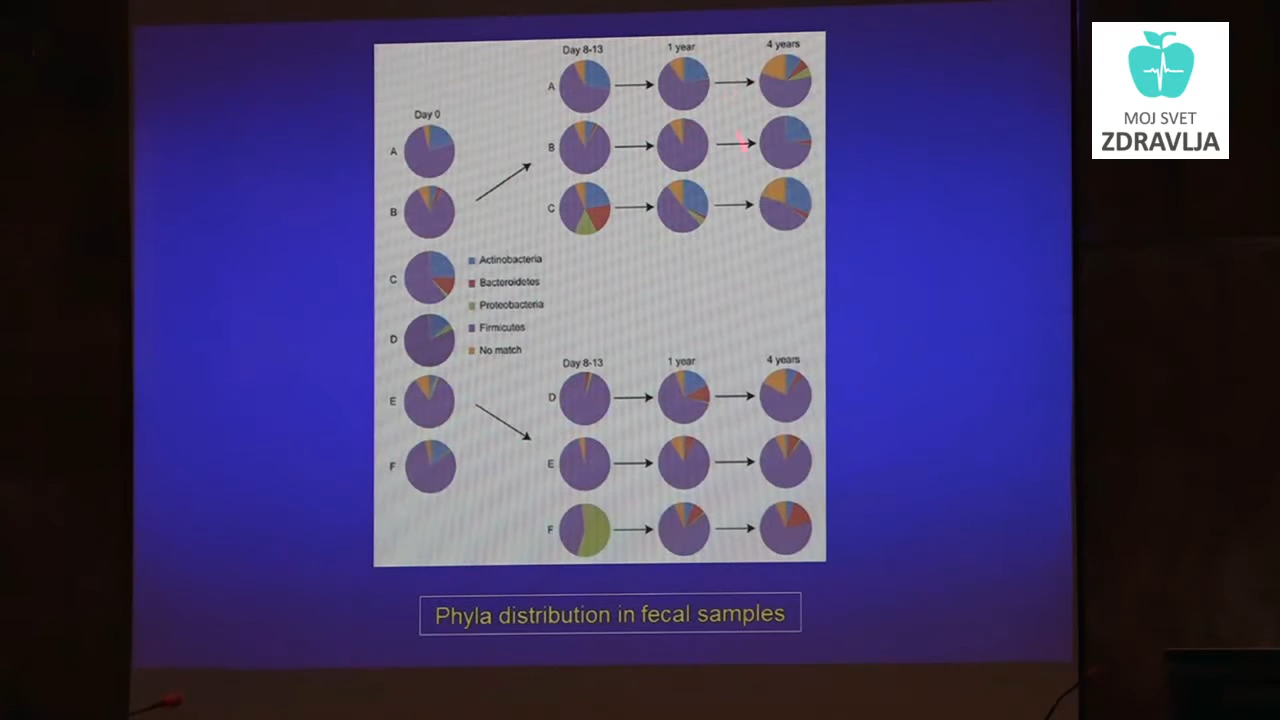 Day 0
A
B
C
D
E
F
Actinobacteria
Bacteroidetes
Proteobacteria
Firmicutes
No match
Day 8-13
1 year
4 years
A
B
C
Day 8-13
1 year
4 years
D
E
F
Phyla distribution in fecal samples
MOJ SVET
ZDRAVLJA